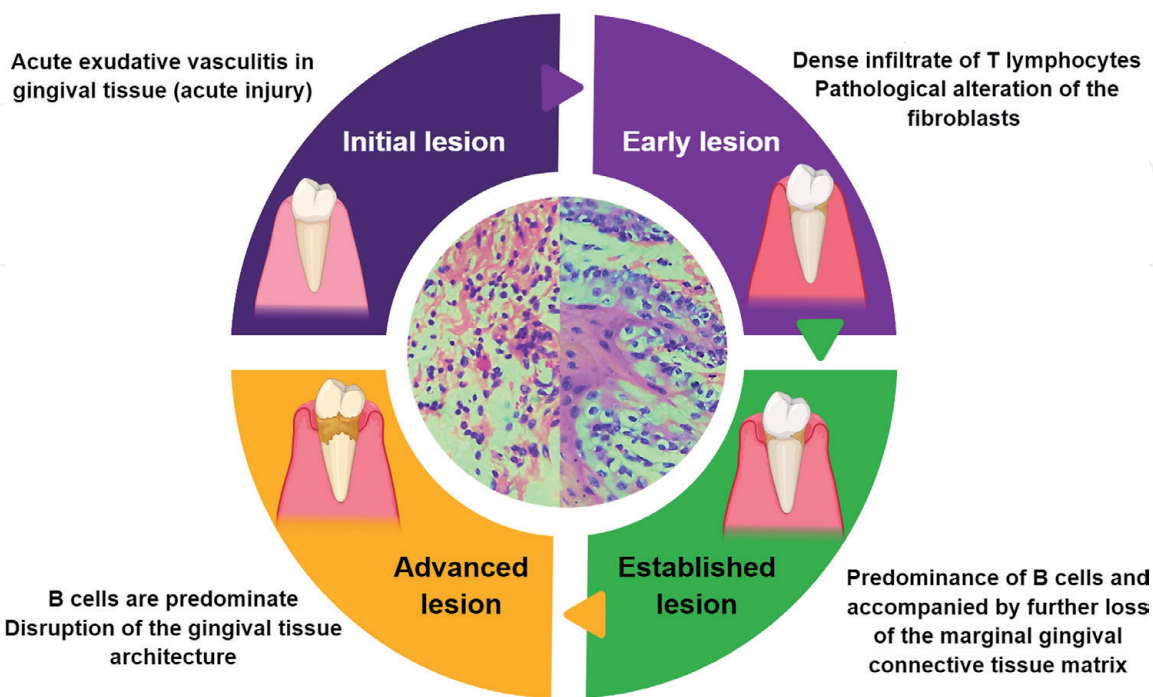 Acute exudative vasculitis in
gingival tissue (acute injury)
Initial lesion
Early lesion
Dense infiltrate of T lymphocytes
Pathological alteration of the
fibroblasts
Advanced
lesion
B cells are predominate
Disruption of the gingival tissue
architecture
Established
lesion
Predominance of B cells and
accompanied by further loss
of the marginal gingival
connective tissue matrix